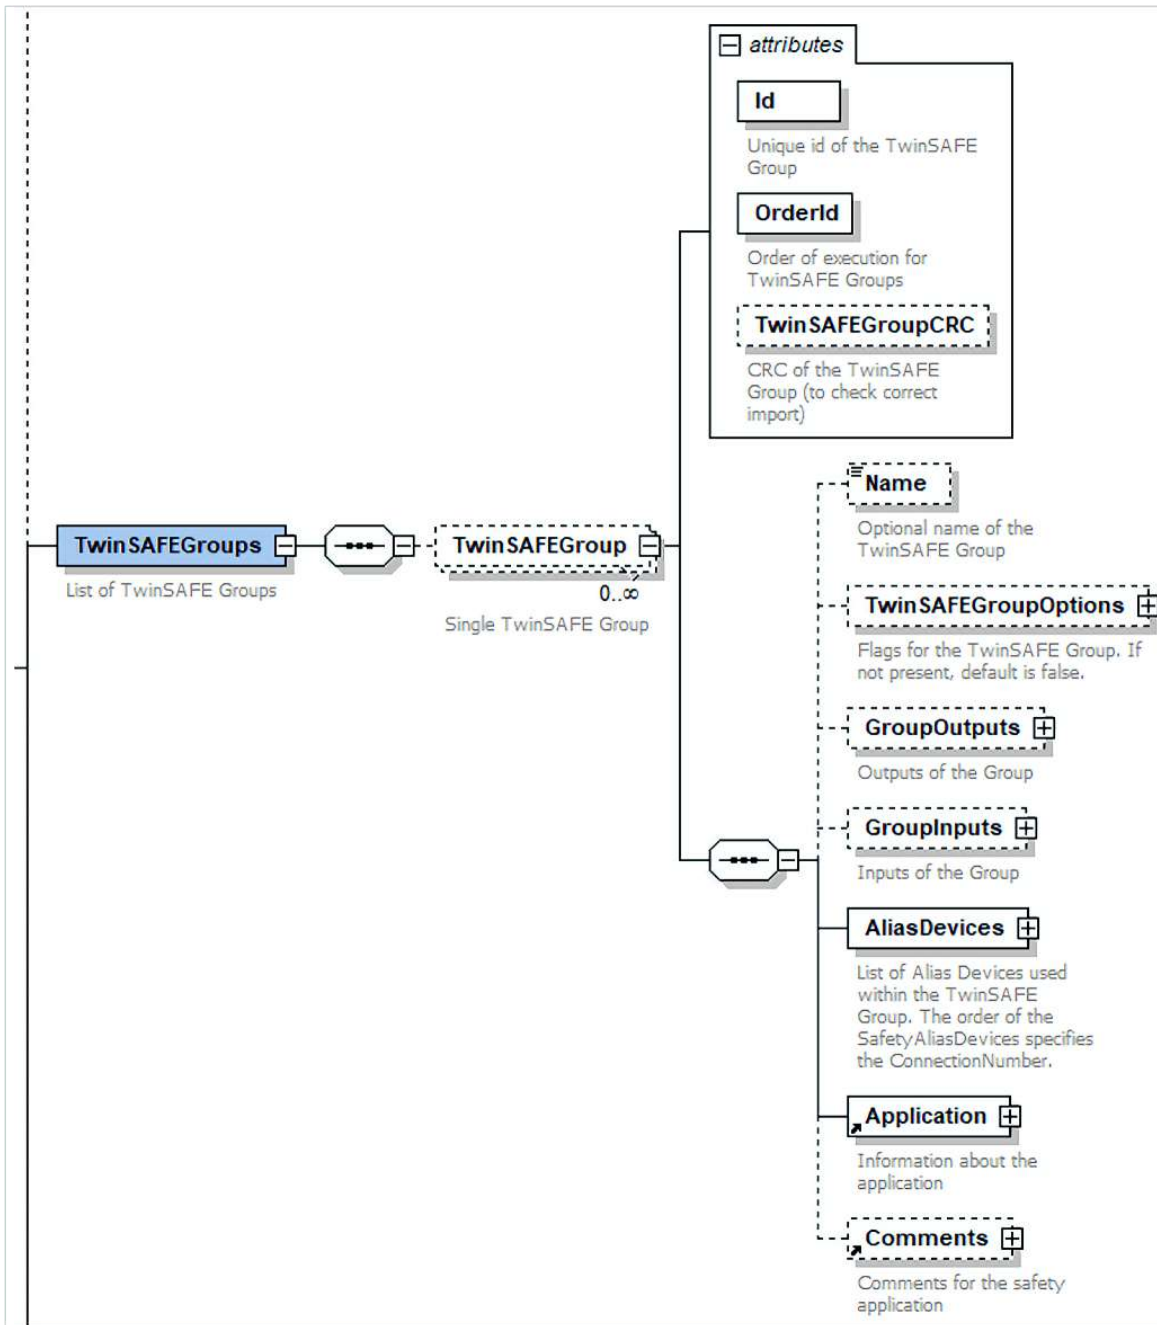 attributes
Id
Unique id of the TwinSAFE
Group
OrderId
Order of execution for
TwinSAFE Groups
TwinSAFEGroupCRC
CRC of the TwinSAFE
Group (to check correct
import)
TwinSAFEGroups
List of TwinSAFE Groups
TwinSAFEGroup
0..∞
Single TwinSAFE Group
Name
Optional name of the
TwinSAFE Group
TwinSAFEGroupOptions
Flags for the TwinSAFE Group. If
not present, default is false.
GroupOutputs
Outputs of the Group
GroupInputs
Inputs of the Group
AliasDevices
List of Alias Devices used
within the TwinSAFE
Group. The order of the
SafetyAliasDevices specifies
the ConnectionNumber.
Application
Information about the
application
Comments
Comments for the safety
application